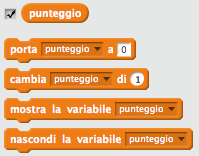 punteggio
porta punteggio a 0
cambia punteggio di 1
mostra la variabile punteggio
nascondi la variabile punteggio